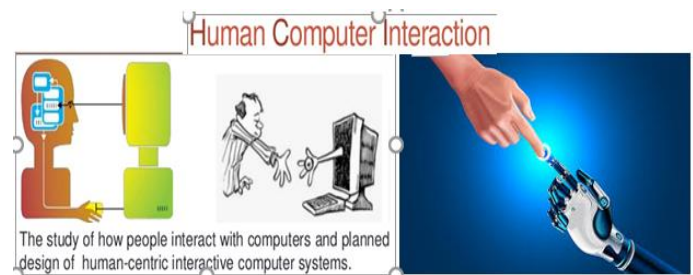 Human Computer Interaction
The study of how people interact with computers and planned
design of human-centric interactive computer systems.